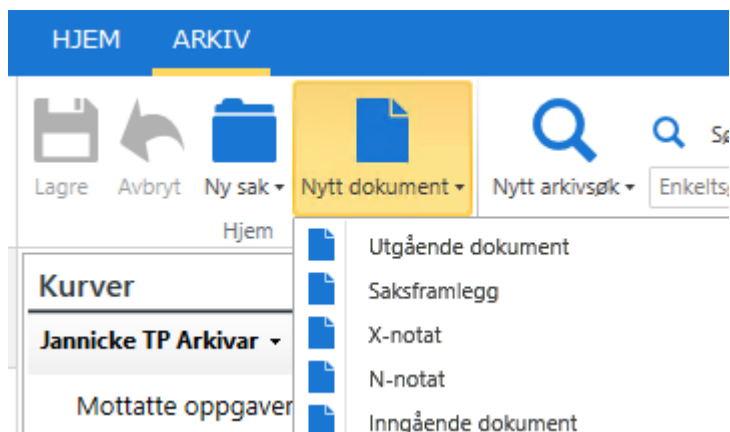 HJEM ARKIV
Lagre Avbryt Ny sak Nytt dokument Nytt arkivsøk
Hjem
Utgående dokument
Kurver
Saksframlegg
Jannicke TP Arkivar
X-notat
N-notat
Mottatte oppgaver
Inngående dokument